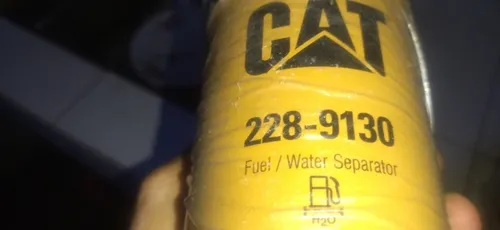 CAT
228-9130
Fuel / Water Separator
H₂O